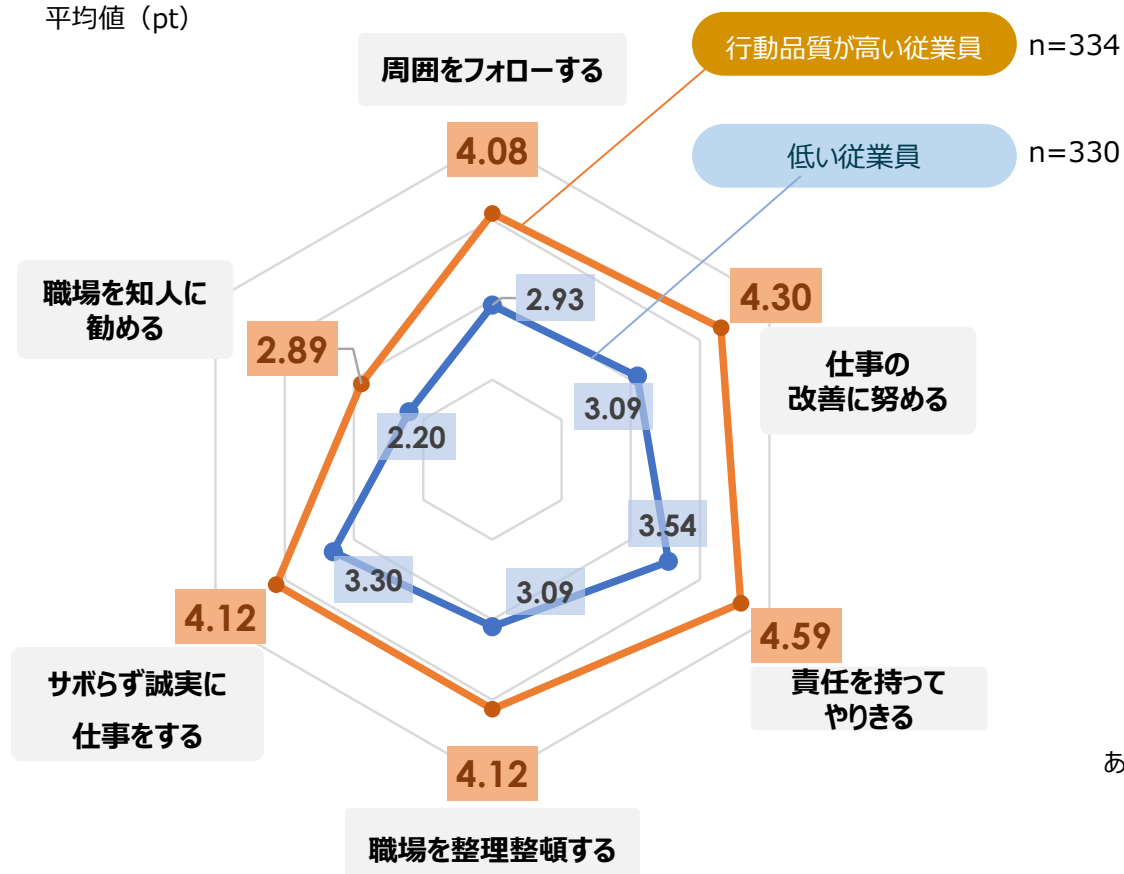 平均値（pt）
行動品質が高い従業員
n=334
周囲をフォローする
低い従業員
n=330
4.08
2.93
職場を知人に
勧める
4.30
2.89
仕事の
改善に努める
3.09
2.20
3.54
3.30
3.09
4.12
4.59
サボらず誠実に
仕事をする
責任を持って
やりきる
4.12
あ
職場を整理整頓する